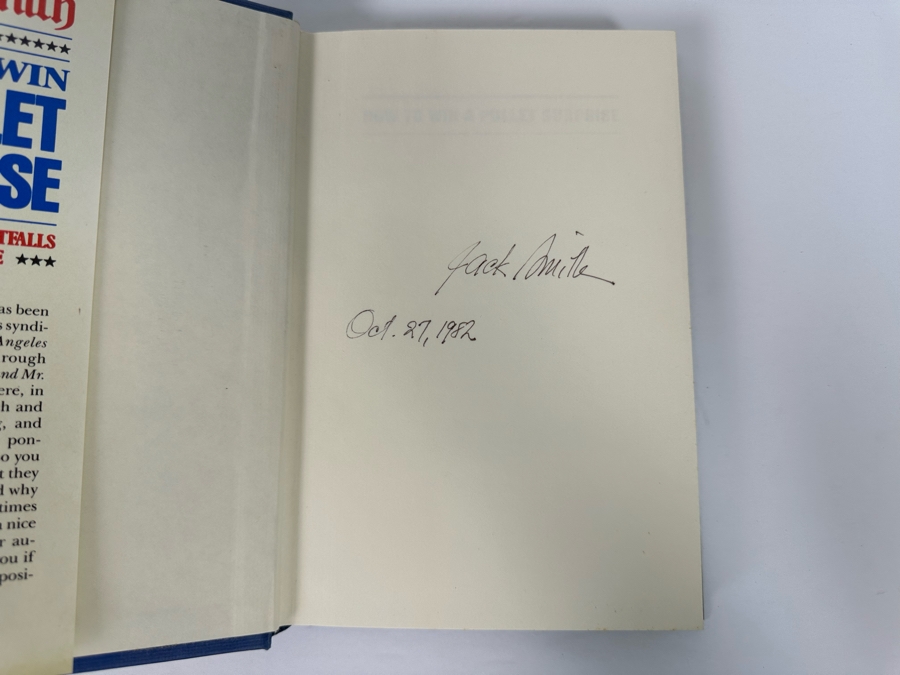 ★★★★★★
WIN
ET
SE
TFALLS
E ★★★
as been
s syndi-
Angeles
rough
nd Mr.
ere, in
h and
g, and
pon-
o you
t they
d why
times
n nice
r au-
ou if
posi-
Jack Smith
Oct. 27, 1982